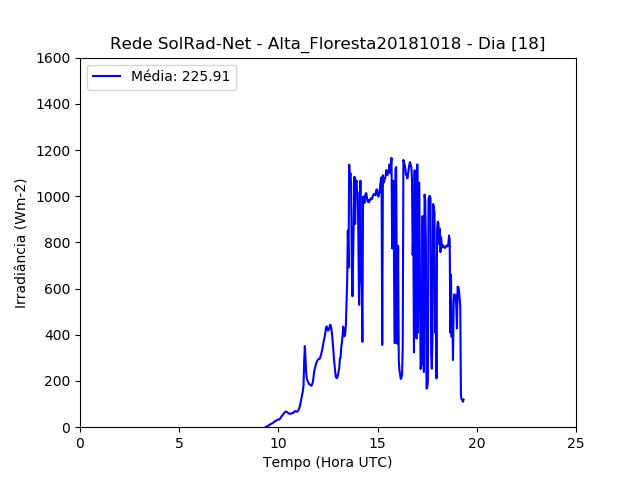 Rede SolRad-Net - Alta_Floresta20181018 - Dia [18]
Média: 225.91
1600
1400
1200
1000
800
600
400
200
0
Irradiância (Wm-2)
0 5 10 15 20 25
Tempo (Hora UTC)